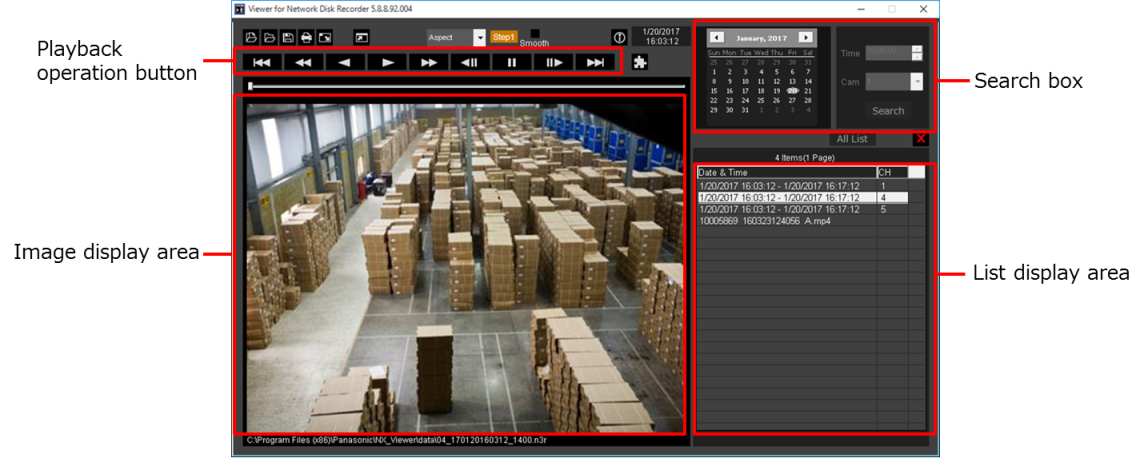 Viewer for Network Disk Recorder 5.8.8.92.004
Aspect
Step1
Smooth
1/20/2017
16:03:12
Playback
operation button
January, 2017
Sun Mon Tue Wed Thu Fri Sat
25 26 27 28 29 30 31
1 2 3 4 5 6 7
8 9 10 11 12 13 14
15 16 17 18 19 20 21
22 23 24 25 26 27 28
29 30 31 1 2 3 4
Time 00:00:00
Cam 1
Search
Search box
All List
X
4 Items(1 Page)
Date & Time CH
1/20/2017 16:03:12 - 1/20/2017 16:17:12 1
1/20/2017 16:03:12 - 1/20/2017 16:17:12 4
1/20/2017 16:03:12 - 1/20/2017 16:17:12 5
10005869 160323124056 A.mp4
Image display area
List display area
C:\Program Files (x86)\Panasonic\NX_Viewer\data\04_170120160312_1400.n3r